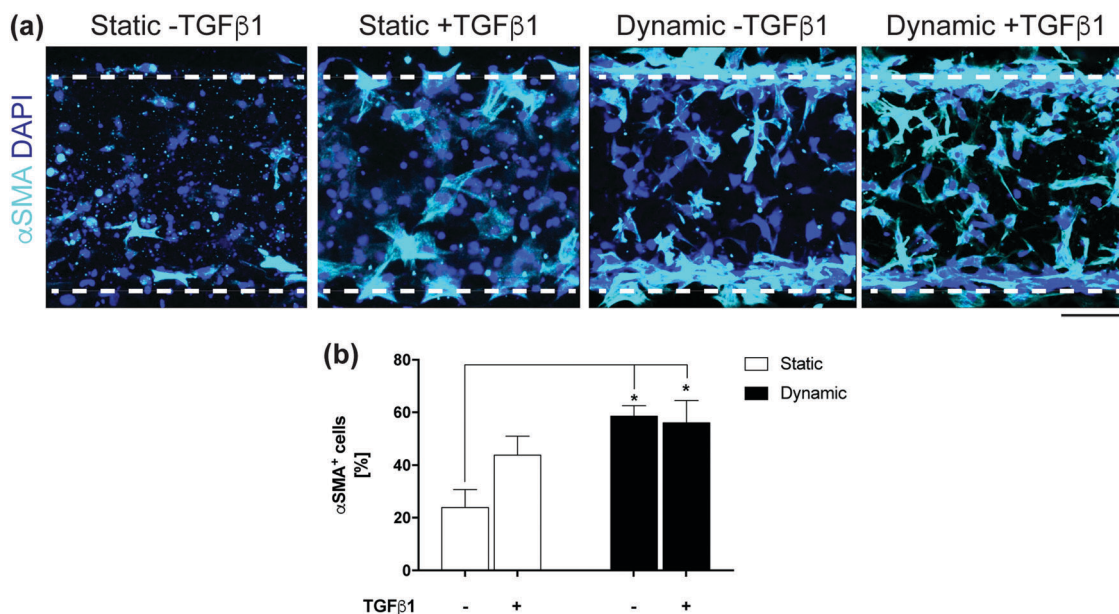 (a) Static -TGFβ1 Static +TGFβ1 Dynamic -TGFβ1 Dynamic +TGFβ1
αSMA DAPI
(b)
80
60
40
20
0
αSMA⁺ cells
[%]
* *
Static
Dynamic
TGFβ1 - + - +